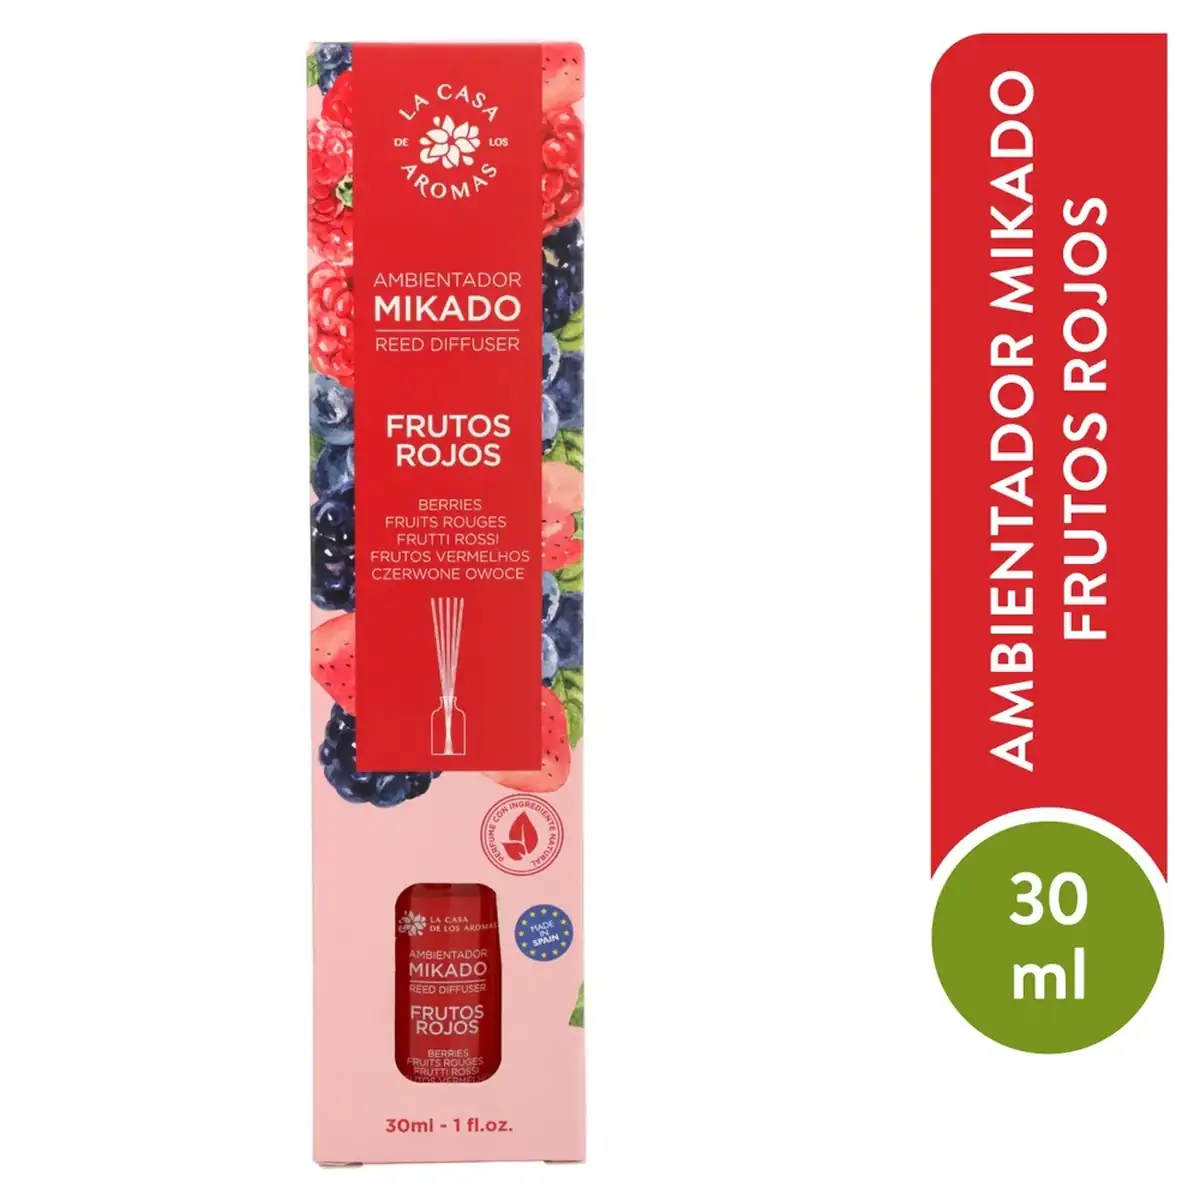 LA CASA
DE LOS
AROMAS
AMBIENTADOR
MIKADO
REED DIFFUSER
FRUTOS
ROJOS
BERRIES
FRUITS ROUGES
FRUTTI ROSSI
FRUTOS VERMELHOS
CZERWONE OWOCE
PERFUME CON INGREDIENTE NATURAL
MADE
IN
SPAIN
LA CASA
DE LOS AROMAS
AMBIENTADOR
MIKADO
REED DIFFUSER
FRUTOS
ROJOS
BERRIES
FRUITS ROUGES
FRUTTI ROSSI
30ml - 1 fl.oz.
AMBIENTADOR MIKADO
FRUTOS ROJOS
30
ml